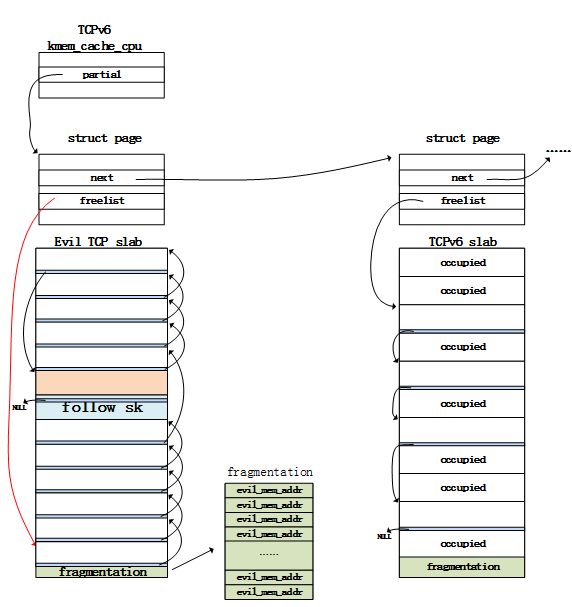 TCPv6
kmem_cache_cpu
partial
struct page
next
freelist
struct page
......
next
freelist
Evil TCP slab
NULL
follow sk
fragmentation
fragmentation
evil_mem_addr
evil_mem_addr
evil_mem_addr
evil_mem_addr
......
evil_mem_addr
evil_mem_addr
TCPv6 slab
occupied
occupied
occupied
occupied
occupied
occupied
NULL
occupied
fragmentation